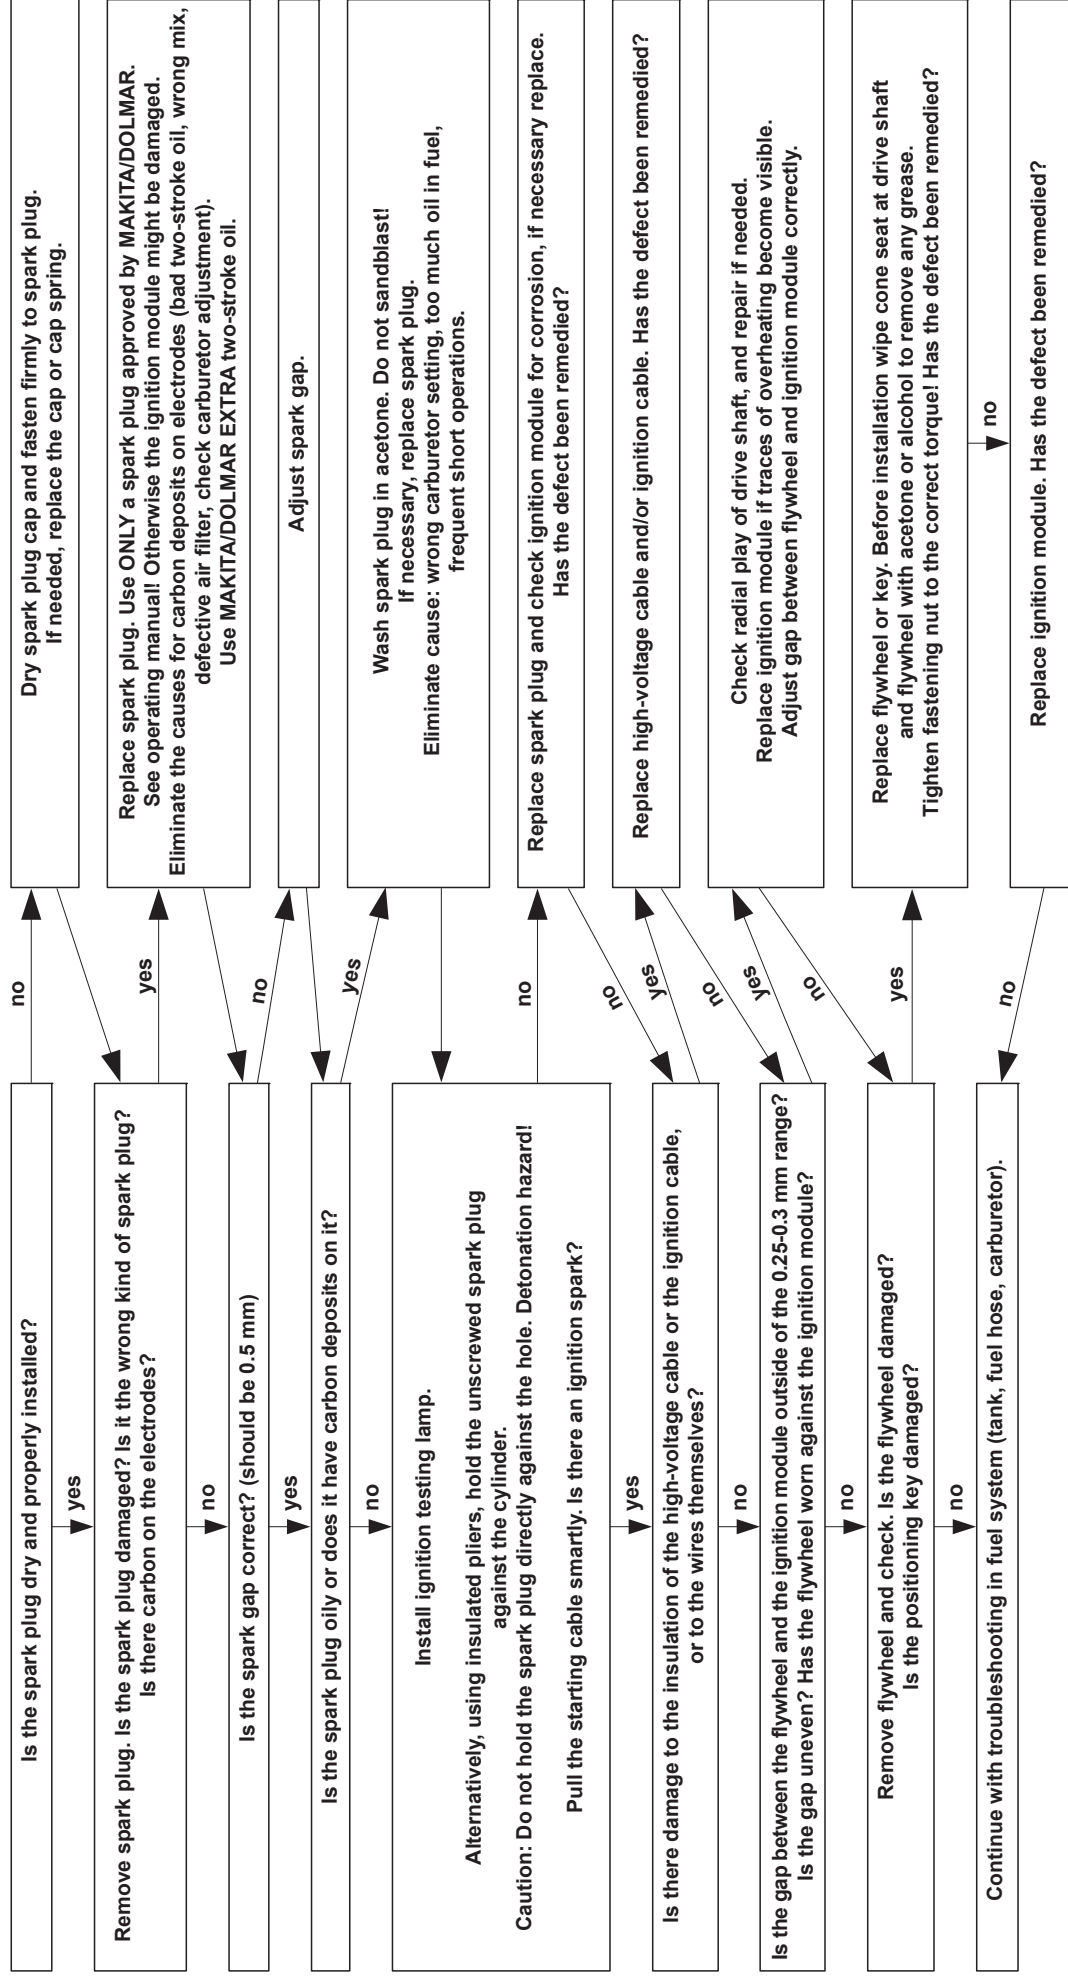 Is the spark plug dry and properly installed?
no
Dry spark plug cap and fasten firmly to spark plug.
If needed, replace the cap or cap spring.
yes
Remove spark plug. Is the spark plug damaged? Is it the wrong kind of spark plug?
Is there carbon on the electrodes?
yes
Replace spark plug. Use ONLY a spark plug approved by MAKITA/DOLMAR.
See operating manual! Otherwise the ignition module might be damaged.
Eliminate the causes for carbon deposits on electrodes (bad two-stroke oil, wrong mix,
defective air filter, check carburetor adjustment).
Use MAKITA/DOLMAR EXTRA two-stroke oil.
no
Is the spark gap correct? (should be 0.5 mm)
no
Adjust spark gap.
yes
Is the spark plug oily or does it have carbon deposits on it?
yes
Wash spark plug in acetone. Do not sandblast!
If necessary, replace spark plug.
Eliminate cause: wrong carburetor setting, too much oil in fuel,
frequent short operations.
no
Install ignition testing lamp.
Alternatively, using insulated pliers, hold the unscrewed spark plug
against the cylinder.
Caution: Do not hold the spark plug directly against the hole. Detonation hazard!
Pull the starting cable smartly. Is there an ignition spark?
no
Replace spark plug and check ignition module for corrosion, if necessary replace.
Has the defect been remedied?
no
yes
Is there damage to the insulation of the high-voltage cable or the ignition cable,
or to the wires themselves?
yes
Replace high-voltage cable and/or ignition cable. Has the defect been remedied?
no
no
Is the gap between the flywheel and the ignition module outside of the 0.25-0.3 mm range?
Is the gap uneven? Has the flywheel worn against the ignition module?
yes
Check radial play of drive shaft, and repair if needed.
Replace ignition module if traces of overheating become visible.
Adjust gap between flywheel and ignition module correctly.
no
no
Remove flywheel and check. Is the flywheel damaged?
Is the positioning key damaged?
yes
Replace flywheel or key. Before installation wipe cone seat at drive shaft
and flywheel with acetone or alcohol to remove any grease.
Tighten fastening nut to the correct torque! Has the defect been remedied?
no
no
Continue with troubleshooting in fuel system (tank, fuel hose, carburetor).
no
Replace ignition module. Has the defect been remedied?